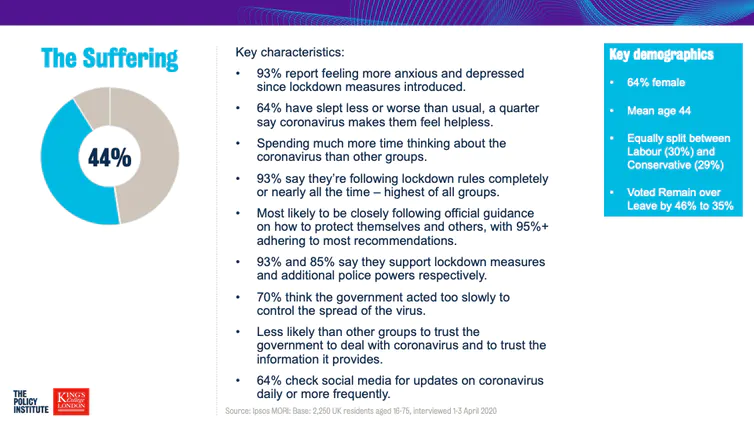 The Suffering
44%
Key characteristics:
• 93% report feeling more anxious and depressed
since lockdown measures introduced.
• 64% have slept less or worse than usual, a quarter
say coronavirus makes them feel helpless.
• Spending much more time thinking about the
coronavirus than other groups.
• 93% say they're following lockdown rules completely
or nearly all the time – highest of all groups.
• Most likely to be closely following official guidance
on how to protect themselves and others, with 95%+
adhering to most recommendations.
• 93% and 85% say they support lockdown measures
and additional police powers respectively.
• 70% think the government acted too slowly to
control the spread of the virus.
• Less likely than other groups to trust the
government to deal with coronavirus and to trust the
information it provides.
• 64% check social media for updates on coronavirus
daily or more frequently.
Key demographics
• 64% female
• Mean age 44
• Equally split between
Labour (30%) and
Conservative (29%)
• Voted Remain over
Leave by 46% to 35%
THE
POLICY
INSTITUTE
KING'S
College
LONDON
Source: Ipsos MORI: Base: 2,250 UK residents aged 16-75, interviewed 1-3 April 2020